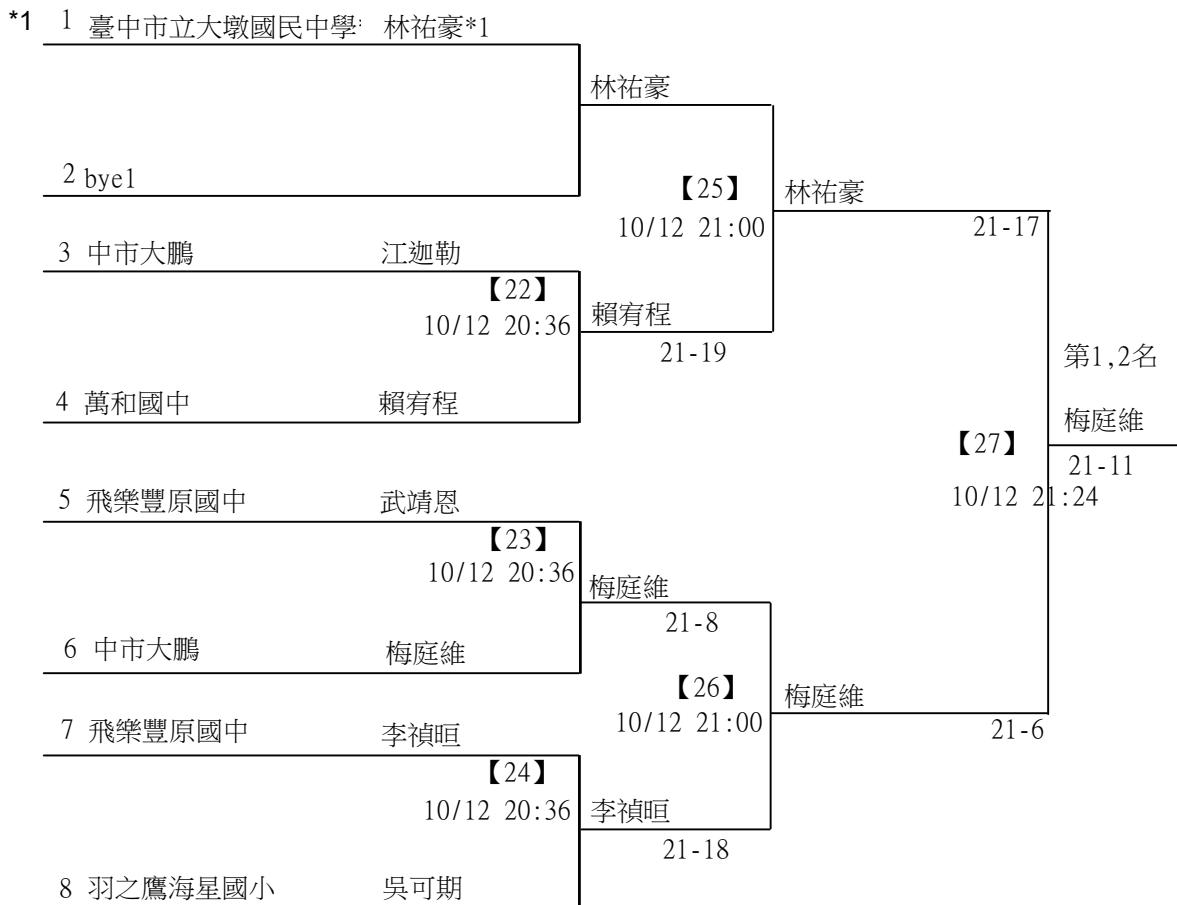 *1 1 臺中市立大墩國民中學 林祐豪*1
林祐豪
2 bye1
【25】 林祐豪
10/12 21:00 21-17
3 中市大鵬 江迦勒
【22】
10/12 20:36 賴宥程
21-19
第1,2名
4 萬和國中 賴宥程
梅庭維
【27】
21-11
10/12 21:24
5 飛樂豐原國中 武靖恩
【23】
10/12 20:36 梅庭維
21-8
6 中市大鵬 梅庭維
【26】 梅庭維
10/12 21:00 21-6
7 飛樂豐原國中 李禎晅
【24】
10/12 20:36 李禎晅
21-18
8 羽之鷹海星國小 吳可期